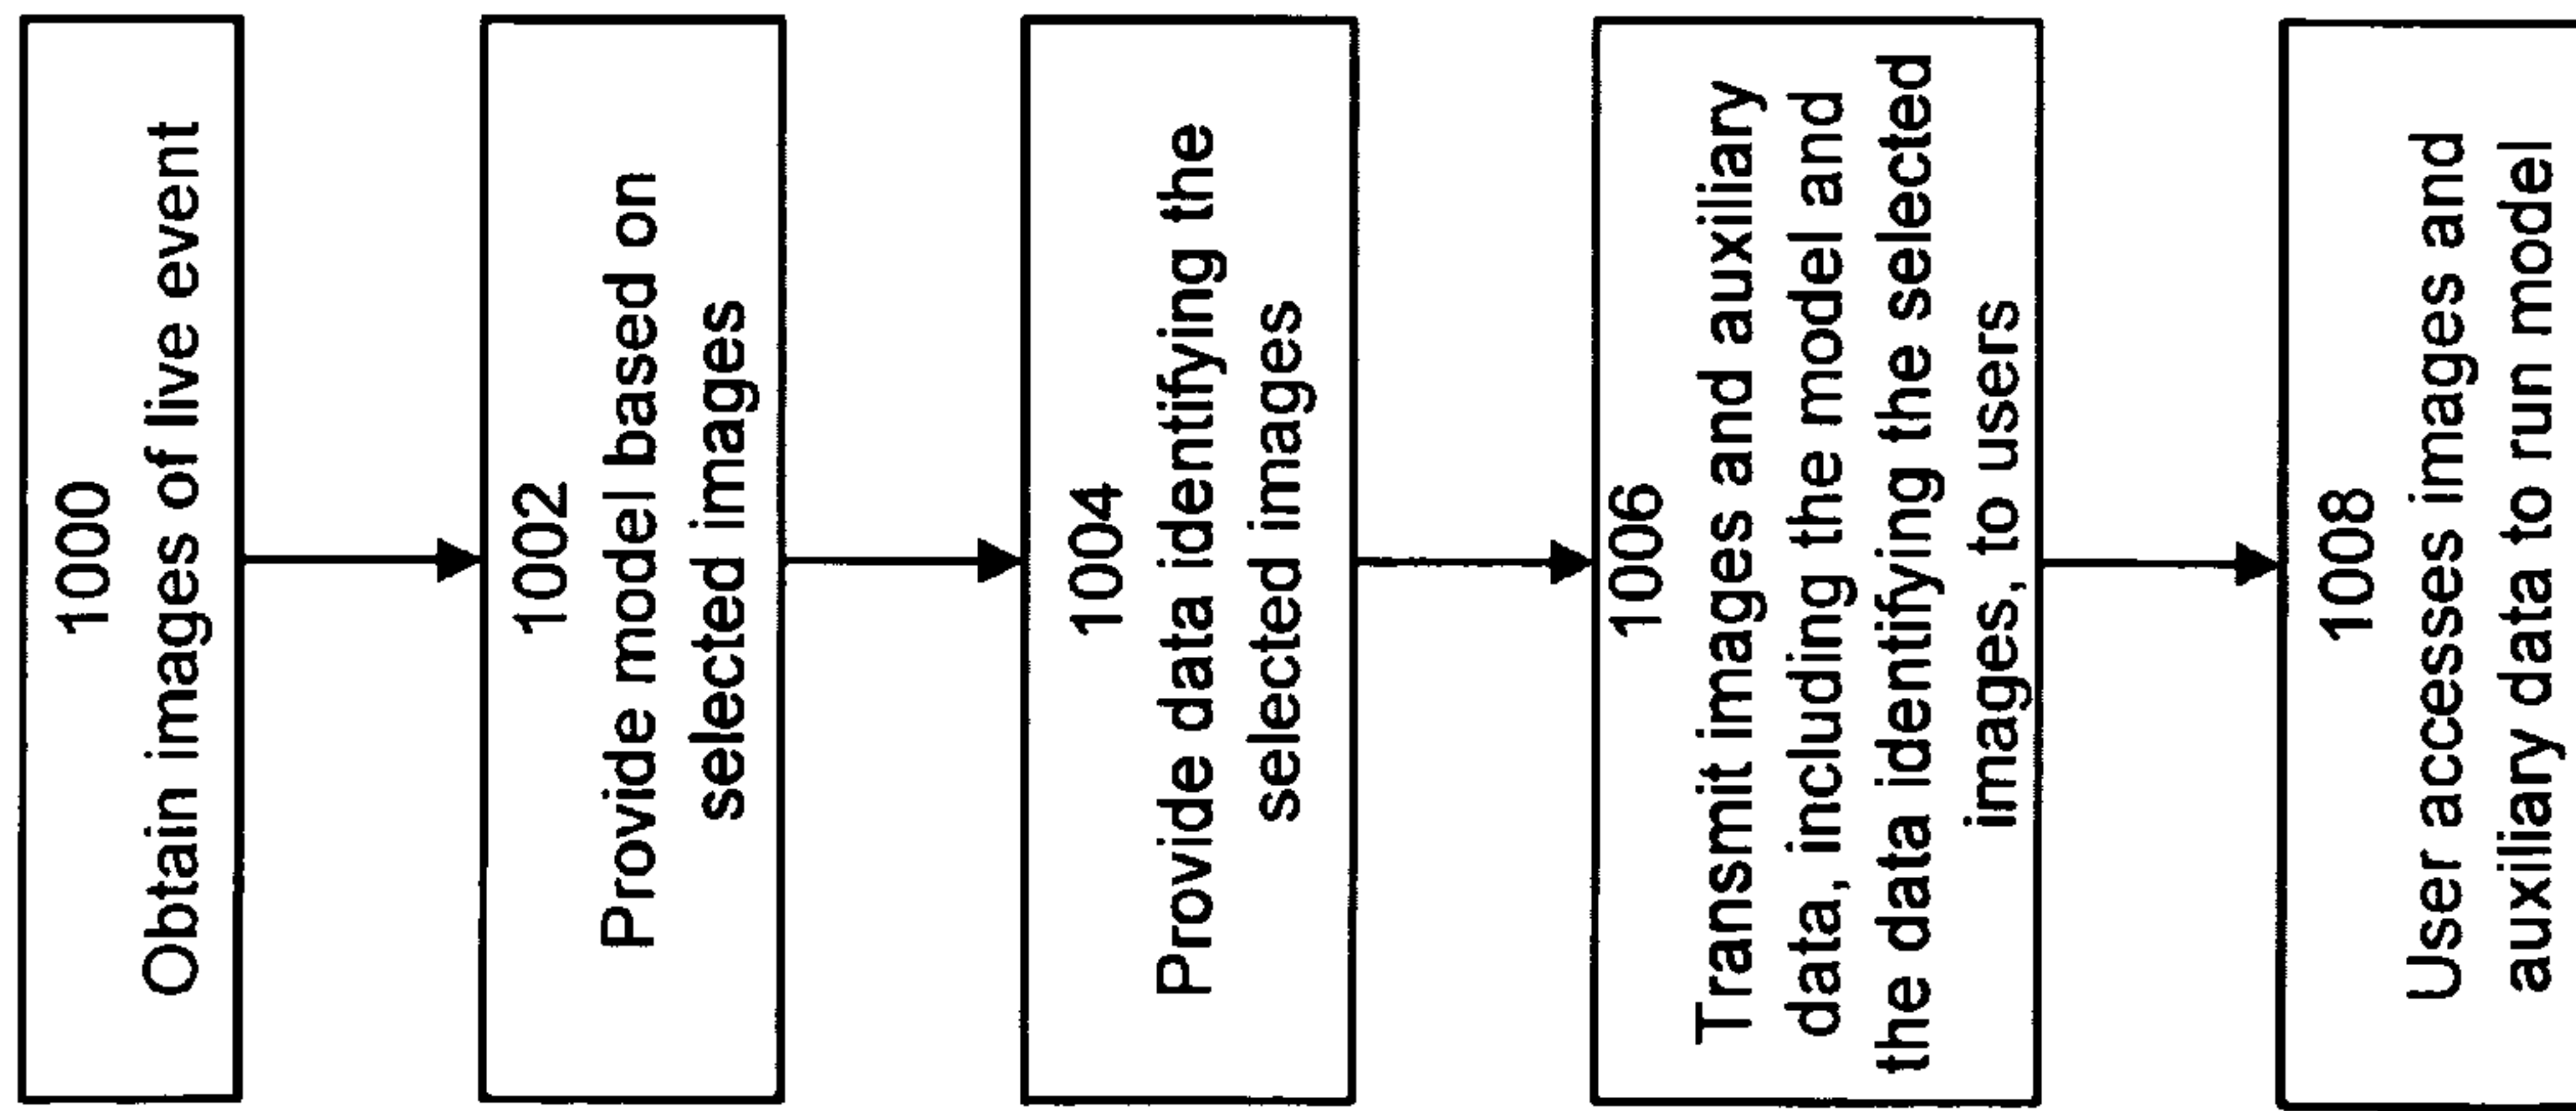 1000
Obtain images of live event
1002
Provide model based on
selected images
1004
Provide data identifying the
selected images
1006
Transmit images and auxiliary
data, including the model and
the data identifying the selected
images, to users
1008
User accesses images and
auxiliary data to run model